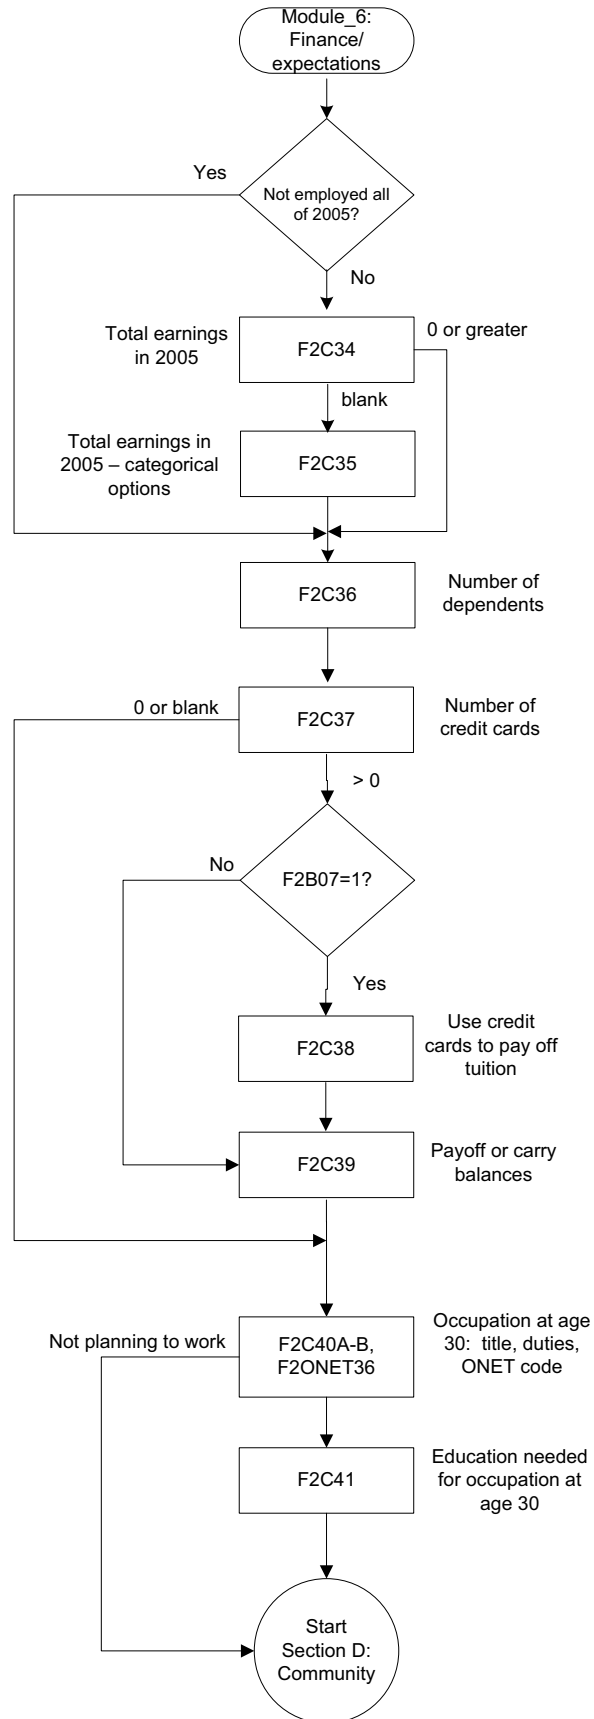 Module_6:
Finance/
expectations
Yes
Not employed all
of 2005?
No
Total earnings
in 2005
F2C34
0 or greater
blank
Total earnings in
2005 – categorical
options
F2C35
F2C36
Number of
dependents
0 or blank
F2C37
Number of
credit cards
> 0
No
F2B07=1?
Yes
F2C38
Use credit
cards to pay off
tuition
F2C39
Payoff or carry
balances
Not planning to work
F2C40A-B,
F2ONET36
Occupation at age
30: title, duties,
ONET code
F2C41
Education needed
for occupation at
age 30
Start
Section D:
Community